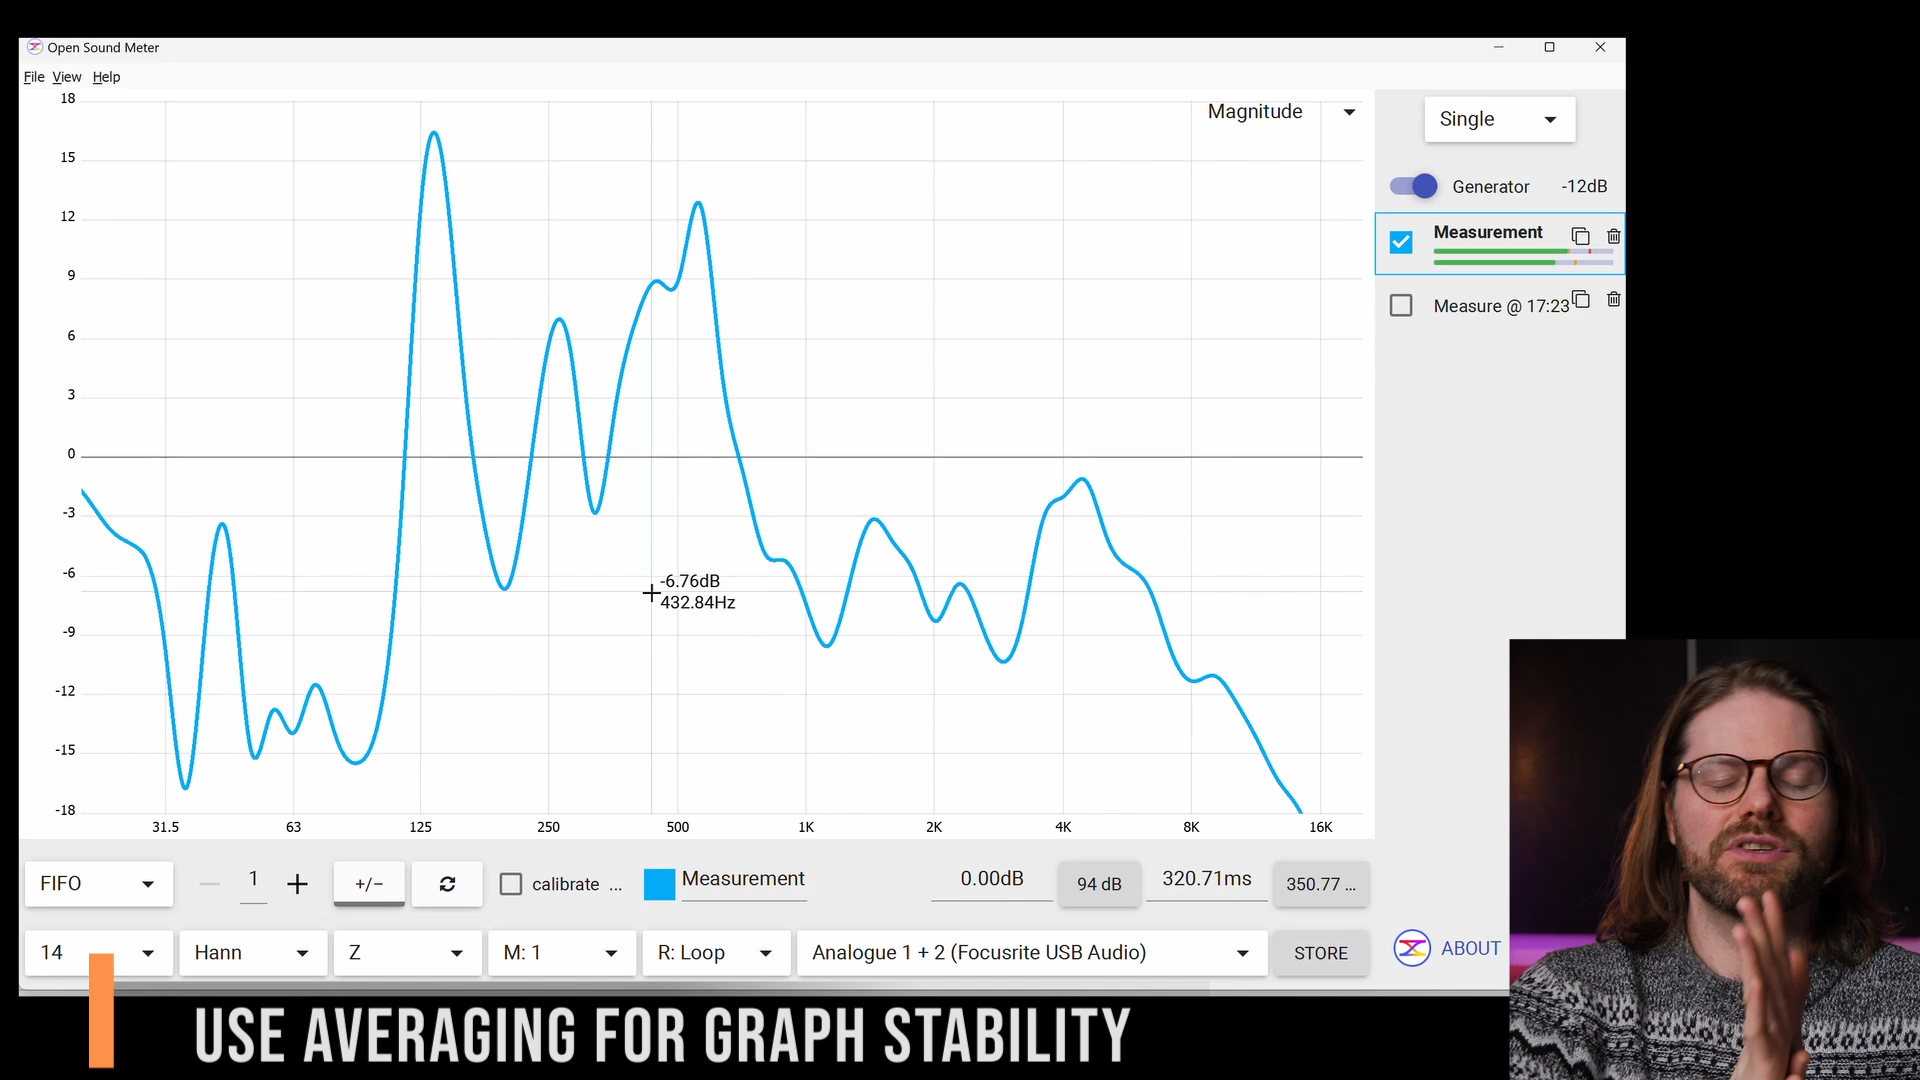 Open Sound Meter
File View Help
Magnitude
18
15
12
9
6
3
0
-3
-6
-9
-12
-15
-18
31.5 63 125 250 500 1K 2K 4K 8K 16K
-6.76dB
432.84Hz
Single
Generator -12dB
Measurement
Measure @ 17:23
FIFO 1 + +/− calibrate ... Measurement 0.00dB 94 dB 320.71ms 350.77 ...
14 Hann Z M: 1 R: Loop Analogue 1 + 2 (Focusrite USB Audio) STORE
ABOUT
USE AVERAGING FOR GRAPH STABILITY